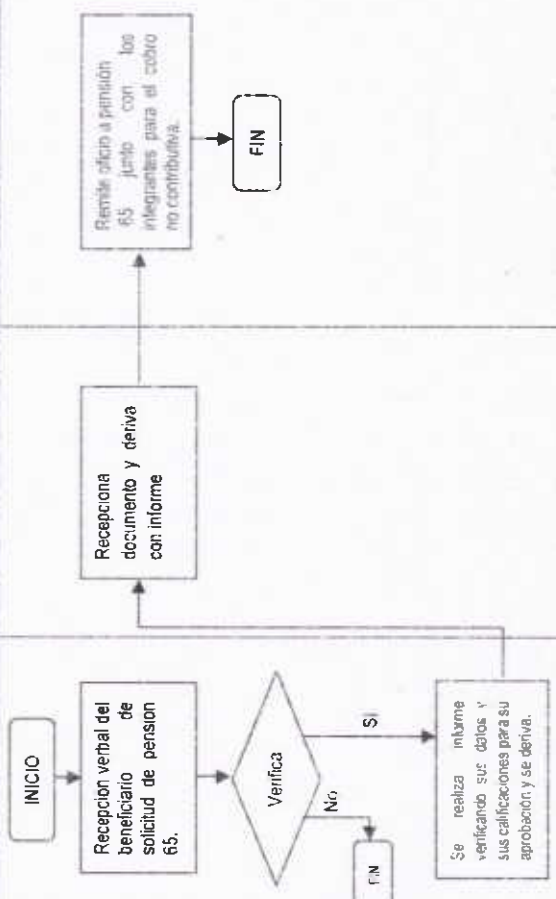 INICIO
Recepcion verbal del
beneficiario de
solicitud de pension
65.
Verifica
No
SI
FIN
Se realiza informe
verificando sus datos y
sus calificaciones para su
aprobación y se deriva.
Recepciona
documento y deriva
con informe
Remite oficio a pensión
65 junto con los
integrantes para el cobro
no contributiva.
FIN